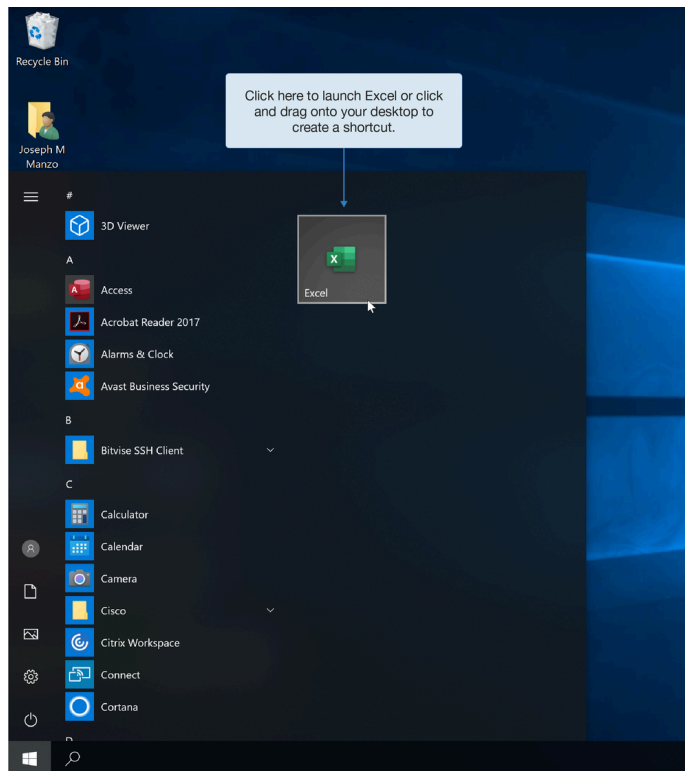 Recycle Bin
Click here to launch Excel or click
and drag onto your desktop to
create a shortcut.
Joseph M
Manzo
#
3D Viewer
A
Access
Acrobat Reader 2017
Alarms & Clock
Avast Business Security
B
Bitvise SSH Client
C
Calculator
Calendar
Camera
Cisco
Citrix Workspace
Connect
Cortana
D
Excel